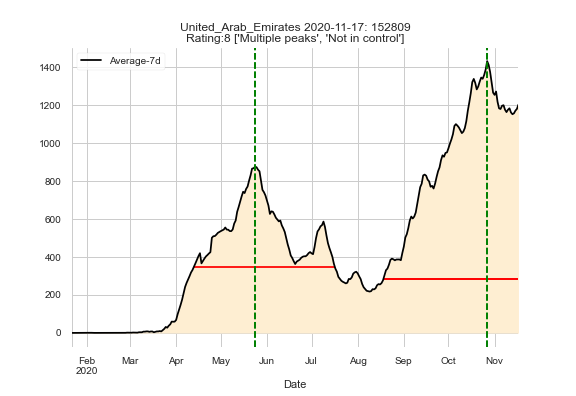 United_Arab_Emirates 2020-11-17: 152809
Rating:8 ['Multiple peaks', 'Not in control']
Average-7d
1400
1200
1000
800
600
400
200
0
Feb Mar Apr May Jun Jul Aug Sep Oct Nov
2020
Date